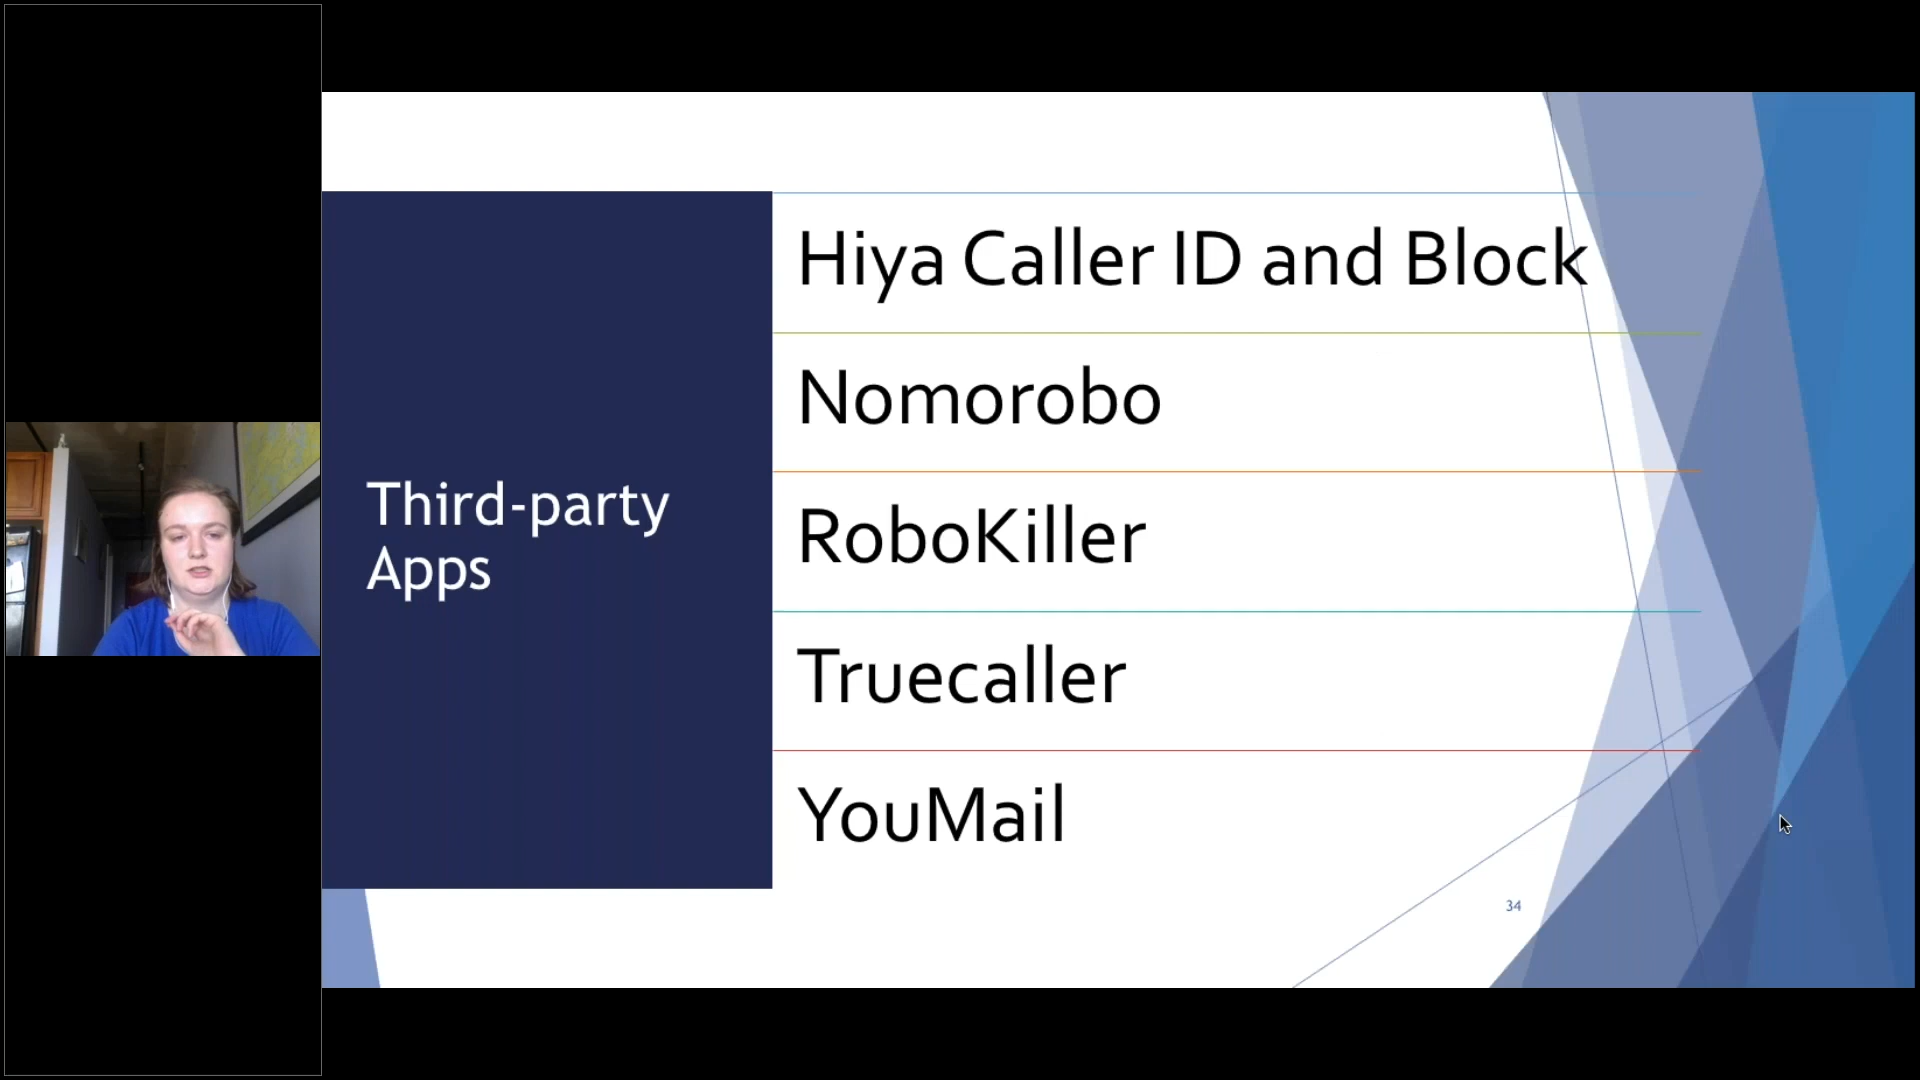 Third-party
Apps
Hiya Caller ID and Block
Nomorobo
RoboKiller
Truecaller
YouMail
34